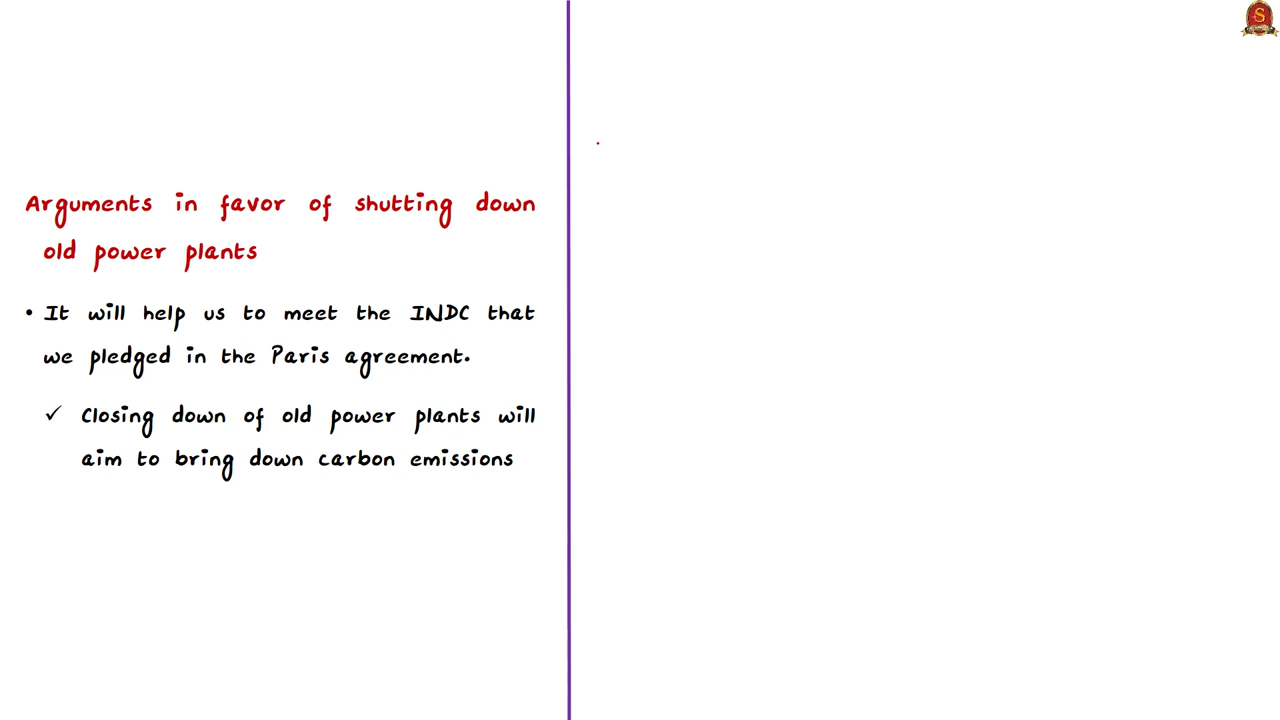 Arguments in favor of shutting down
old power plants
• It will help us to meet the INDC that
we pledged in the Paris agreement.
✓ Closing down of old power plants will
aim to bring down carbon emissions
S